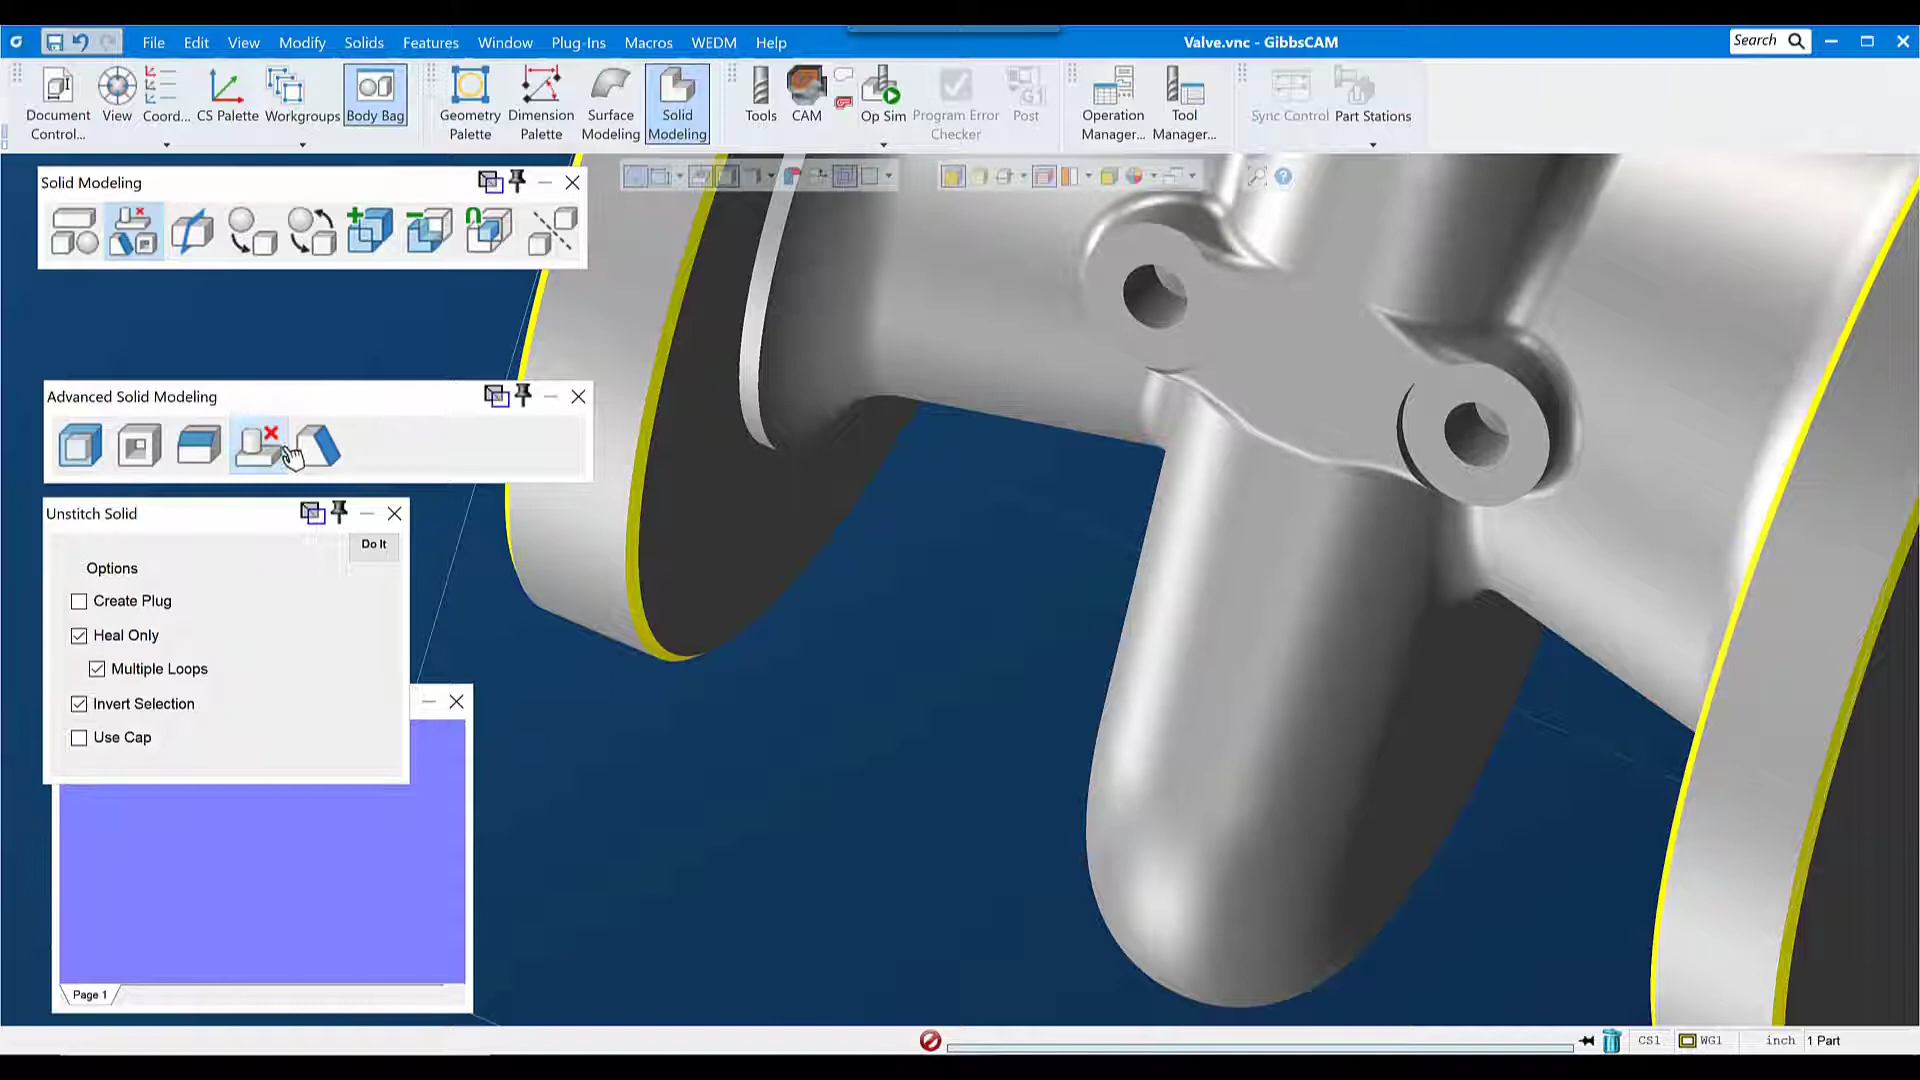 File Edit View Modify Solids Features Window Plug-Ins Macros WEDM Help
Valve.vnc - GibbsCAM
Search
Document Control...
View
Coord...
CS Palette
Workgroups
Body Bag
Geometry Palette
Dimension Palette
Surface Modeling
Solid Modeling
Tools
CAM
Op Sim
Program Error Checker
Post
Operation Manager...
Tool Manager...
Sync Control
Part Stations
Solid Modeling
Advanced Solid Modeling
Unstitch Solid
Do It
Options
Create Plug
Heal Only
Multiple Loops
Invert Selection
Use Cap
Page 1
CS1
WG1
inch
1 Part